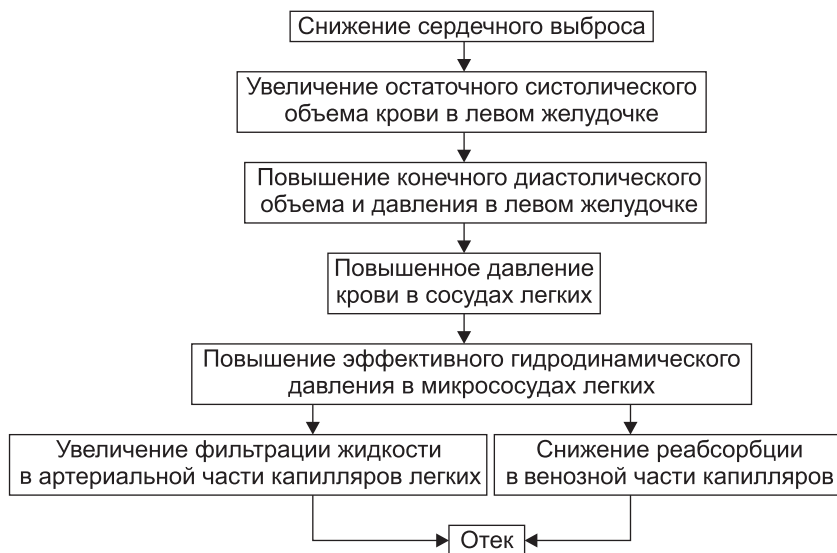 Снижение сердечного выброса
Увеличение остаточного систолического
объема крови в левом желудочке
Повышение конечного диастолического
объема и давления в левом желудочке
Повышенное давление
крови в сосудах легких
Повышение эффективного гидродинамического
давления в микрососудах легких
Увеличение фильтрации жидкости
в артериальной части капилляров легких
Снижение реабсорбции
в венозной части капилляров
Отек